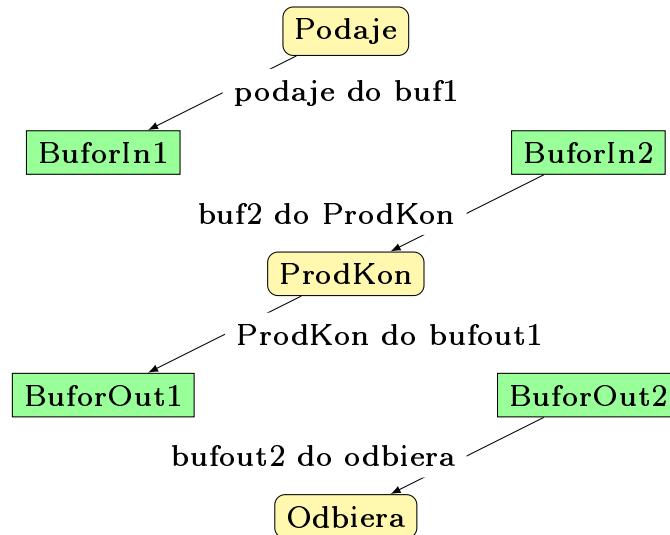 Podaje
podaje do buf1
BuforIn1
BuforIn2
buf2 do ProdKon
ProdKon
ProdKon do bufout1
BuforOut1
BuforOut2
bufout2 do odbiera
Odbiera